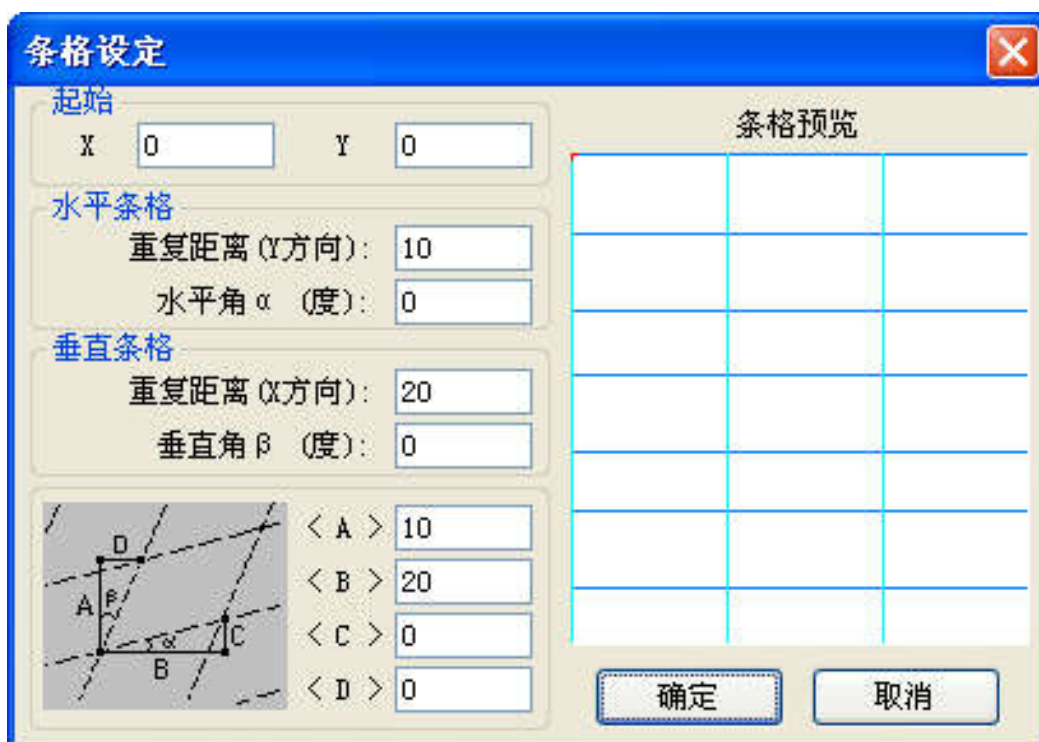 条格设定
起始
X 0 Y 0
水平条格
重复距离(Y方向): 10
水平角α (度): 0
垂直条格
重复距离(X方向): 20
垂直角β (度): 0
条格预览
D
A β
α C
B
<A> 10
<B> 20
<C> 0
<D> 0
确定 取消